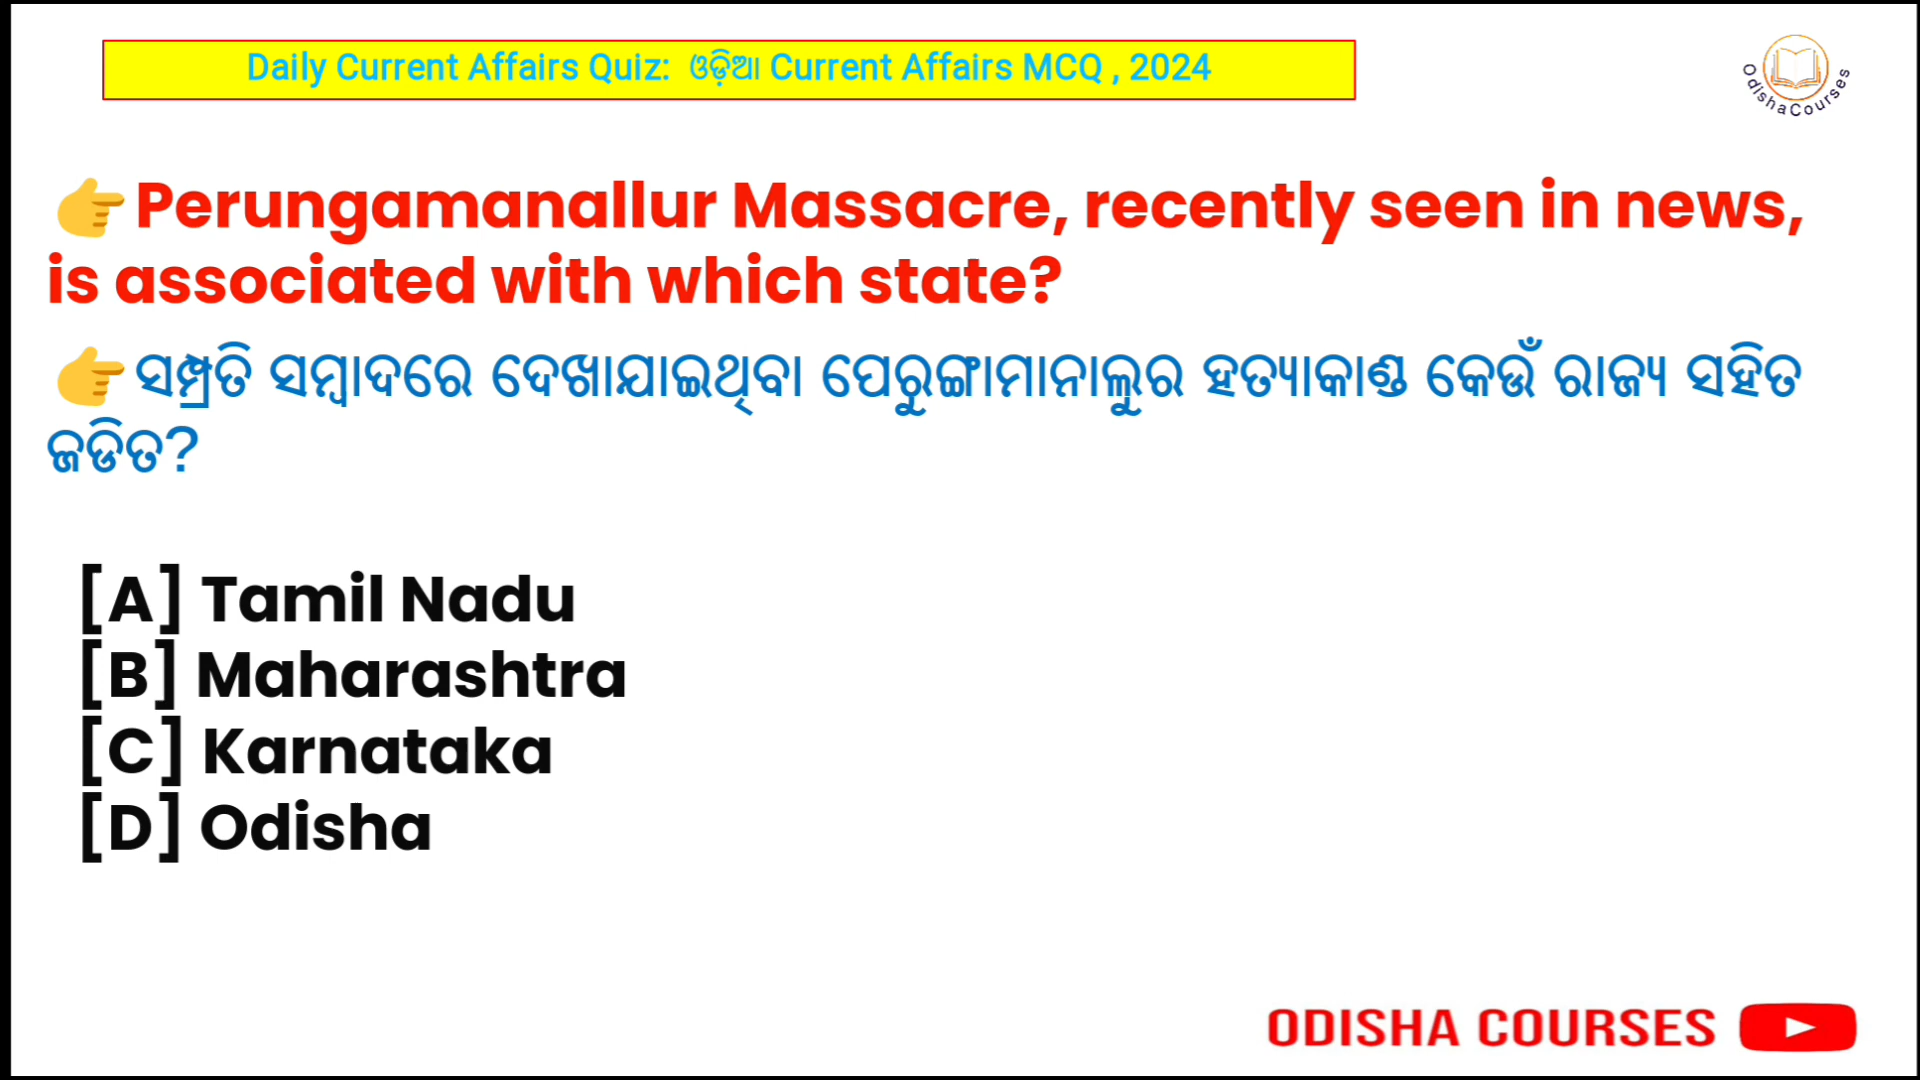 Daily Current Affairs Quiz: ଓଡ଼ିଆ Current Affairs MCQ , 2024
OdishaCourses
👉Perungamanallur Massacre, recently seen in news,
is associated with which state?
👉ସମ୍ପ୍ରତି ସମ୍ବାଦରେ ଦେଖାଯାଇଥିବା ପେରୁଙ୍ଗାମାନାଲୁର ହତ୍ୟାକାଣ୍ଡ କେଉଁ ରାଜ୍ୟ ସହିତ
ଜଡିତ?
[A] Tamil Nadu
[B] Maharashtra
[C] Karnataka
[D] Odisha
ODISHA COURSES